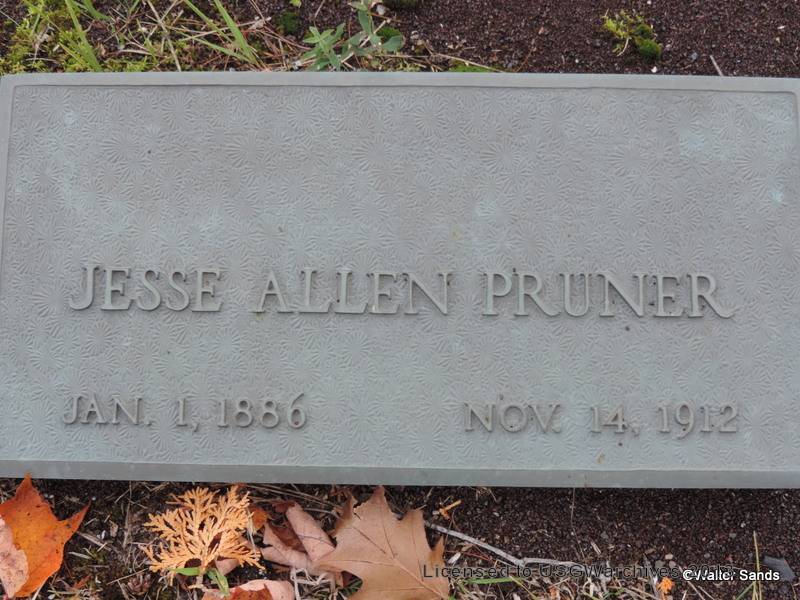 JESSE ALLEN PRUNER
JAN. 1, 1886 NOV. 14, 1912
Licensed to USGWarchives
©Walter Sands